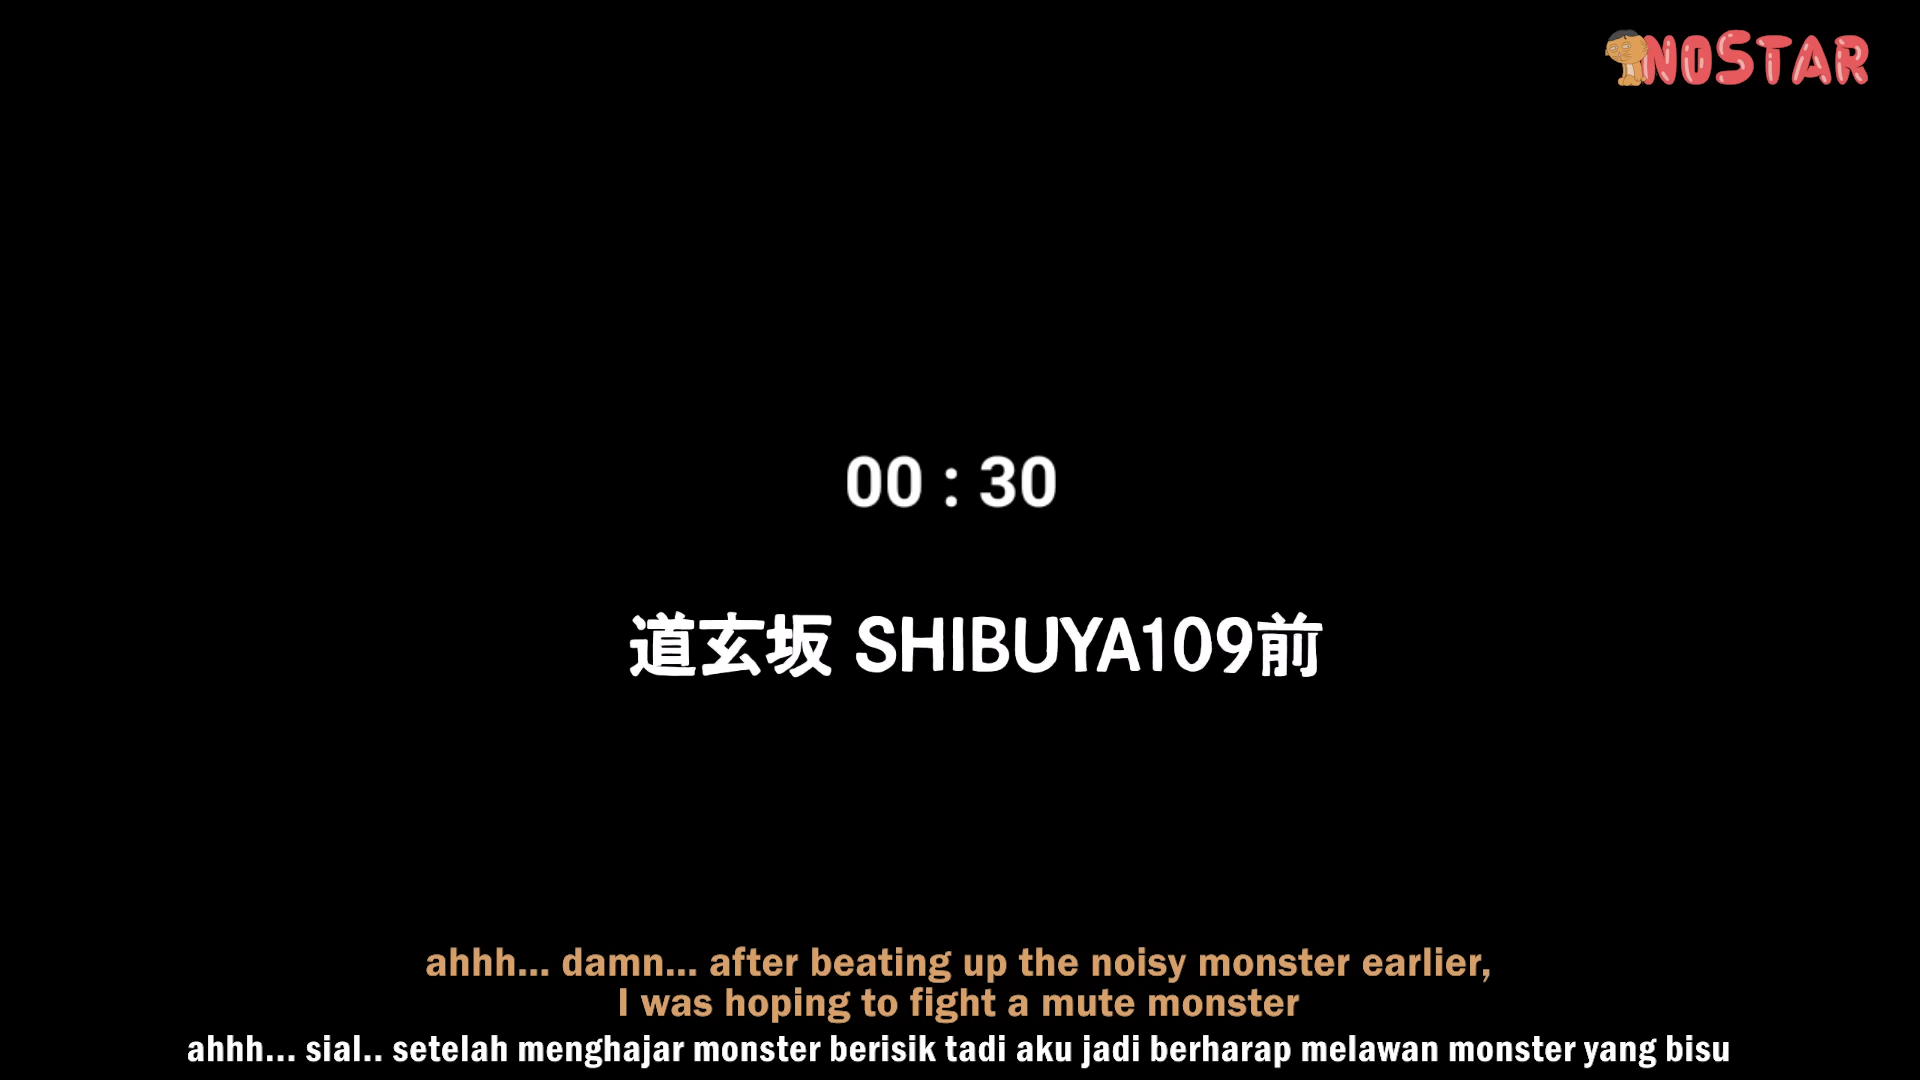 NOSTAR
00 : 30
道玄坂 SHIBUYA109前
ahhh... damn... after beating up the noisy monster earlier,
I was hoping to fight a mute monster
ahhh... sial.. setelah menghajar monster berisik tadi aku jadi berharap melawan monster yang bisu